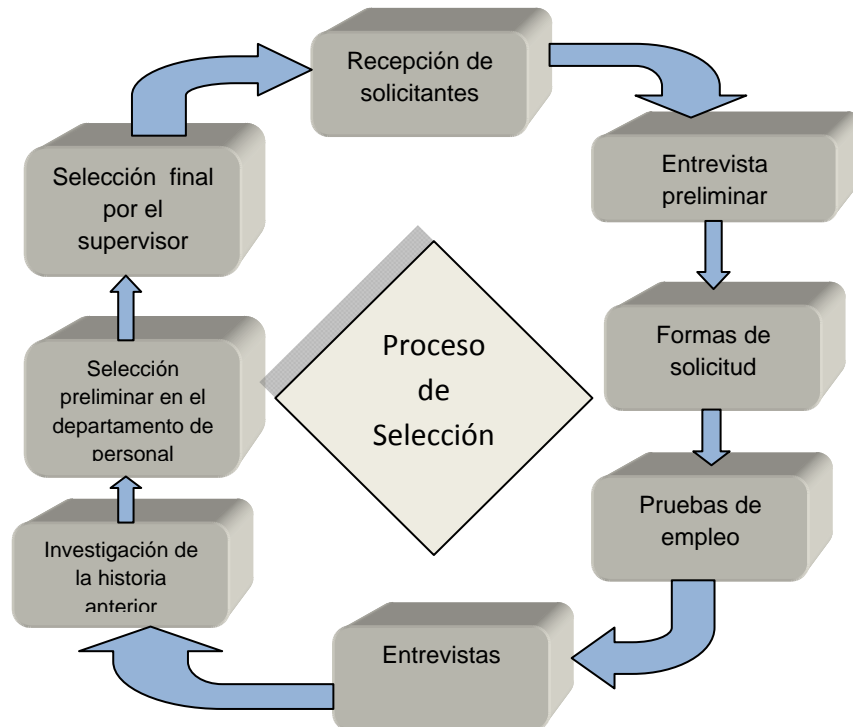 Recepción de
solicitantes
Entrevista
preliminar
Formas de
solicitud
Pruebas de
empleo
Entrevistas
Investigación de
la historia
anterior
Selección
preliminar en el
departamento de
personal
Selección final
por el
supervisor
Proceso
de
Selección